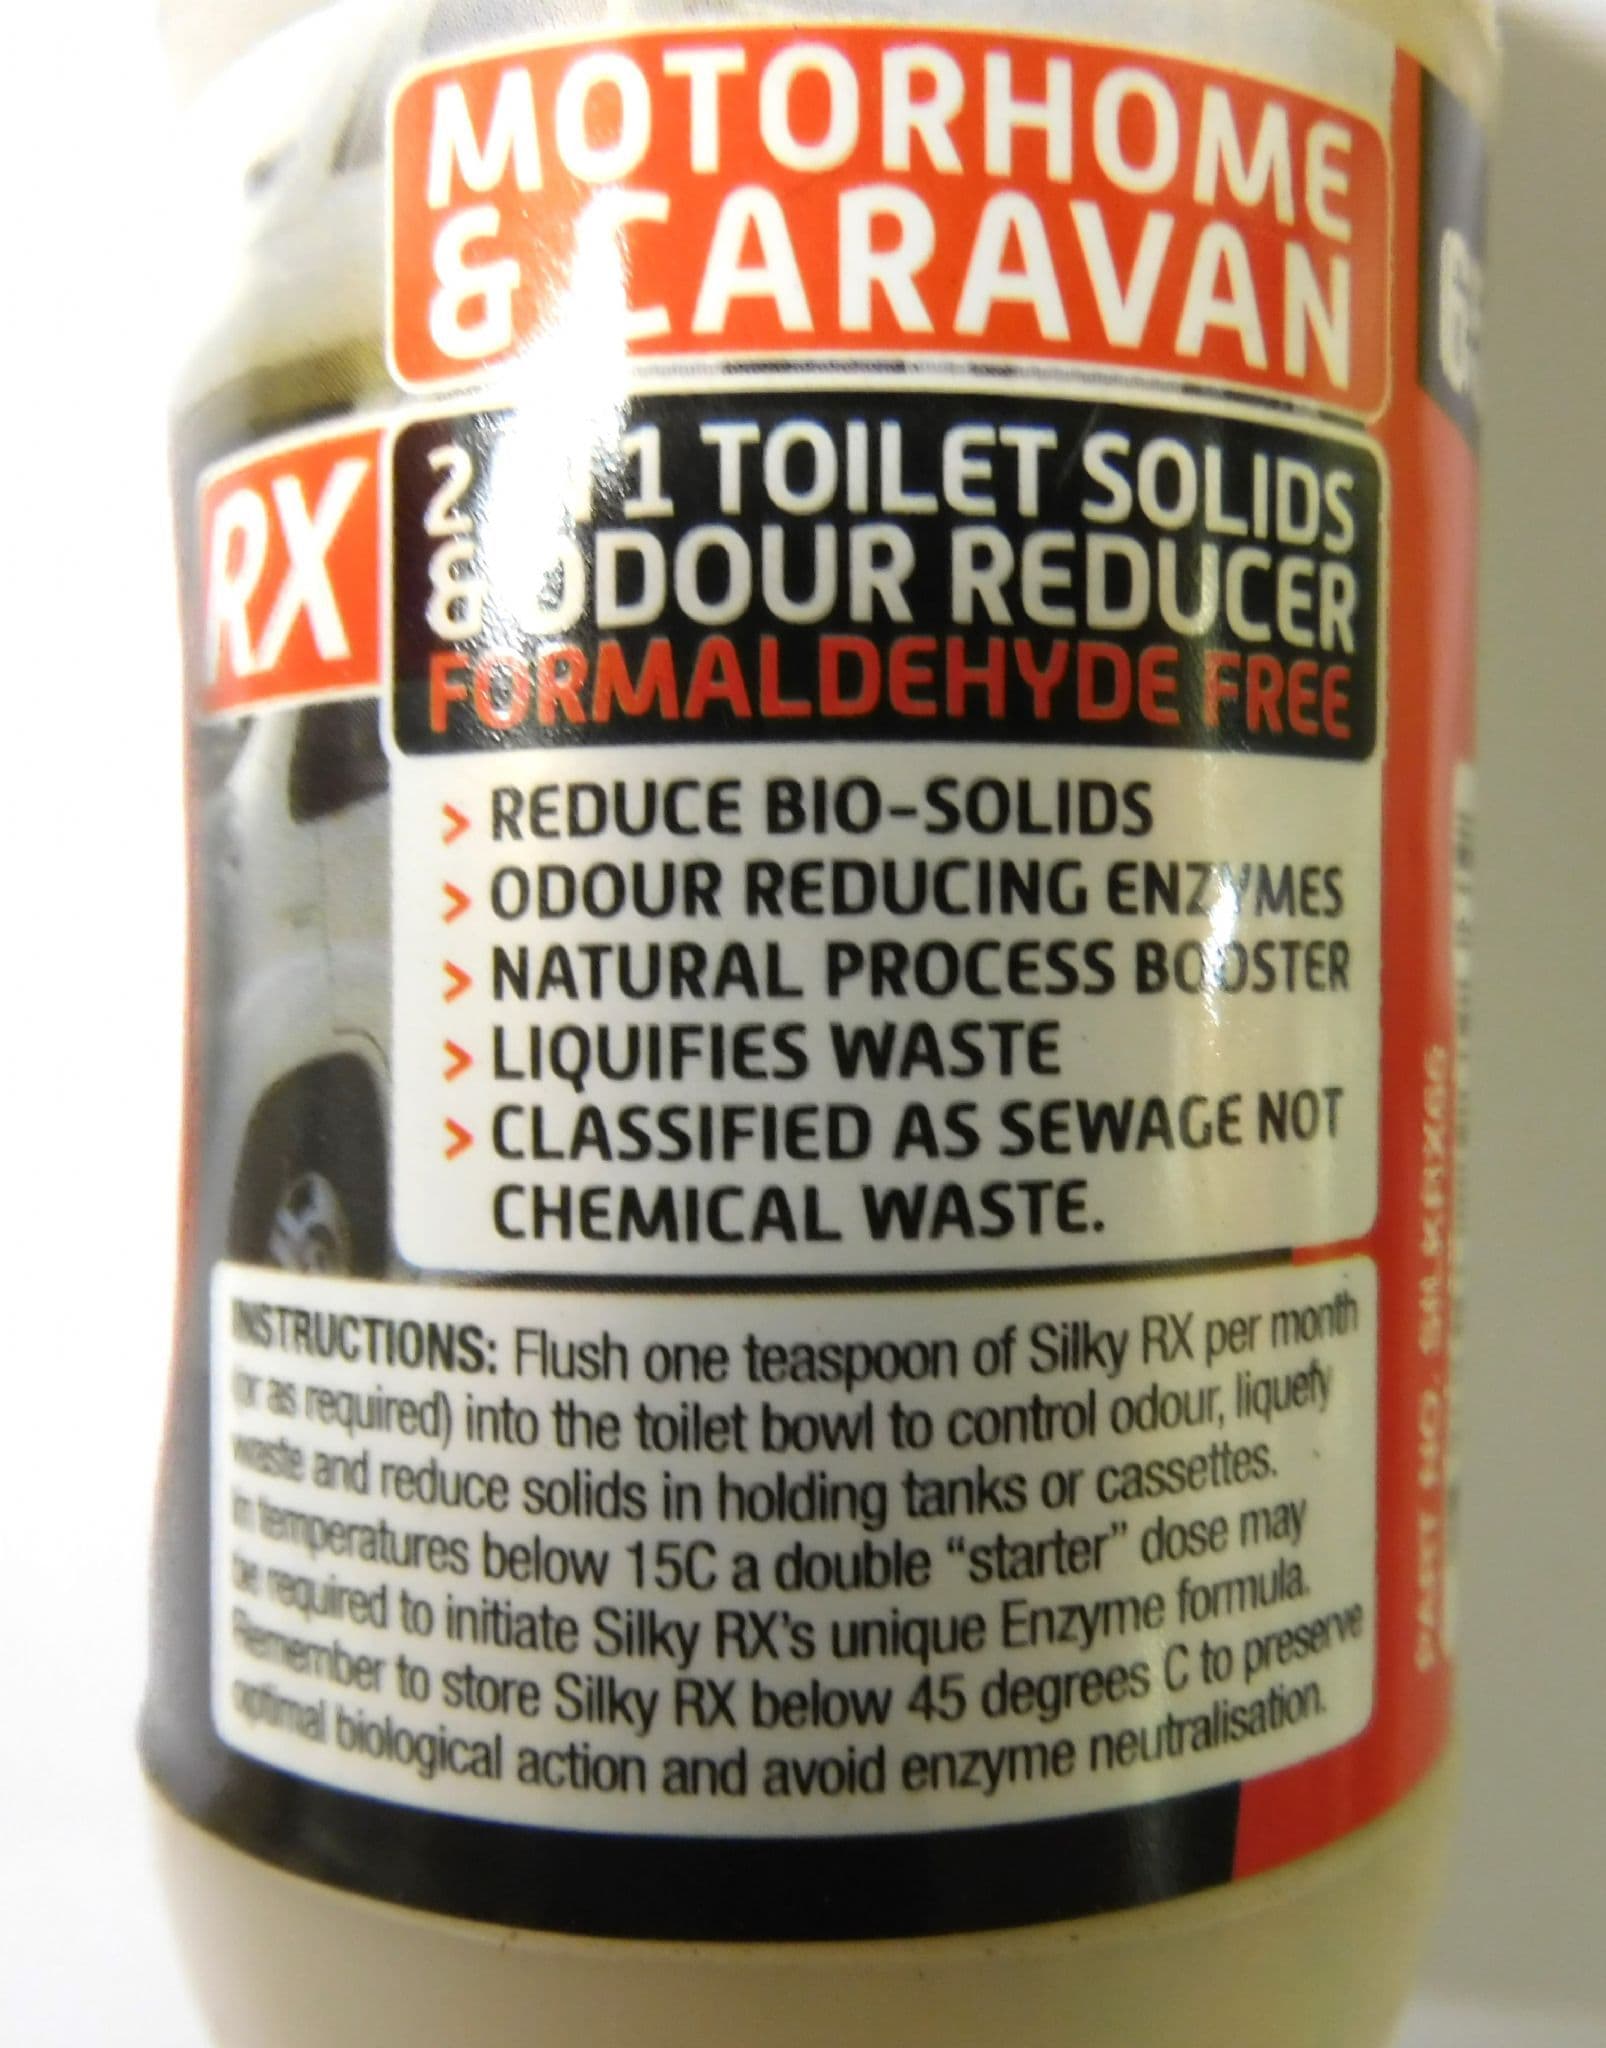 MOTORHOME
& CARAVAN
RX
2 1 TOILET SOLIDS
& ODOUR REDUCER
FORMALDEHYDE FREE
> REDUCE BIO-SOLIDS
> ODOUR REDUCING ENZYMES
> NATURAL PROCESS BOOSTER
> LIQUIFIES WASTE
> CLASSIFIED AS SEWAGE NOT
CHEMICAL WASTE.
INSTRUCTIONS: Flush one teaspoon of Silky RX per month
(or as required) into the toilet bowl to control odour, liquefy
waste and reduce solids in holding tanks or cassettes.
In temperatures below 15C a double “starter” dose may
be required to initiate Silky RX’s unique Enzyme formula.
Remember to store Silky RX below 45 degrees C to preserve
optimal biological action and avoid enzyme neutralisation.
PART NO. SILKRX66